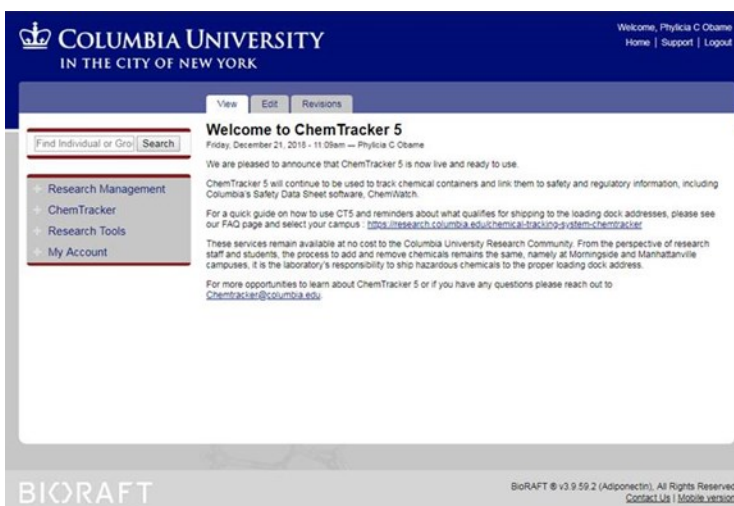 COLUMBIA UNIVERSITY
IN THE CITY OF NEW YORK
Welcome, Phylicia C Obame
Home | Support | Logout
View Edit Revisions
Find Individual or Gro Search
Research Management
ChemTracker
Research Tools
My Account
Welcome to ChemTracker 5
Friday, December 21, 2018 - 11:09am — Phylicia C Obame
We are pleased to announce that ChemTracker 5 is now live and ready to use.
ChemTracker 5 will continue to be used to track chemical containers and link them to safety and regulatory information, including
Columbia's Safety Data Sheet software, ChemWatch.
For a quick guide on how to use CT5 and reminders about what qualifies for shipping to the loading dock addresses, please see
our FAQ page and select your campus : https://research.columbia.edu/chemical-tracking-system-chemtracker
These services remain available at no cost to the Columbia University Research Community. From the perspective of research
staff and students, the process to add and remove chemicals remains the same, namely at Morningside and Manhattanville
campuses, it is the laboratory's responsibility to ship hazardous chemicals to the proper loading dock address.
For more opportunities to learn about ChemTracker 5 or if you have any questions please reach out to
Chemtracker@columbia.edu.
BIORAFT
BioRAFT ® v3.9.59.2 (Adiponectin), All Rights Reserved
Contact Us | Mobile version